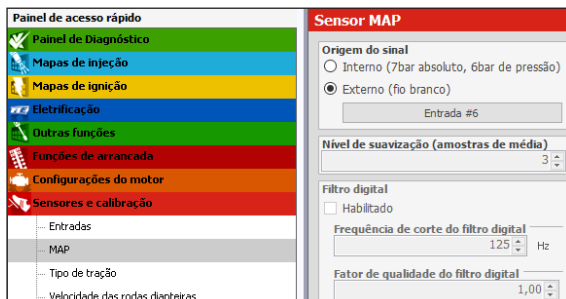 Painel de acesso rápido
Painel de Diagnóstico
Mapas de injeção
Mapas de ignição
Eletrificação
Outras funções
Funções de arrancada
Configurações do motor
Sensores e calibração
Entradas
MAP
Tipo de tração
Velocidade das rodas dianteiras
Sensor MAP
Origem do sinal
Interno (7bar absoluto, 6bar de pressão)
Externo (fio branco)
Entrada #6
Nível de suavização (amostras de média)
3
Filtro digital
Habilitado
Frequência de corte do filtro digital
125 Hz
Fator de qualidade do filtro digital
1,00